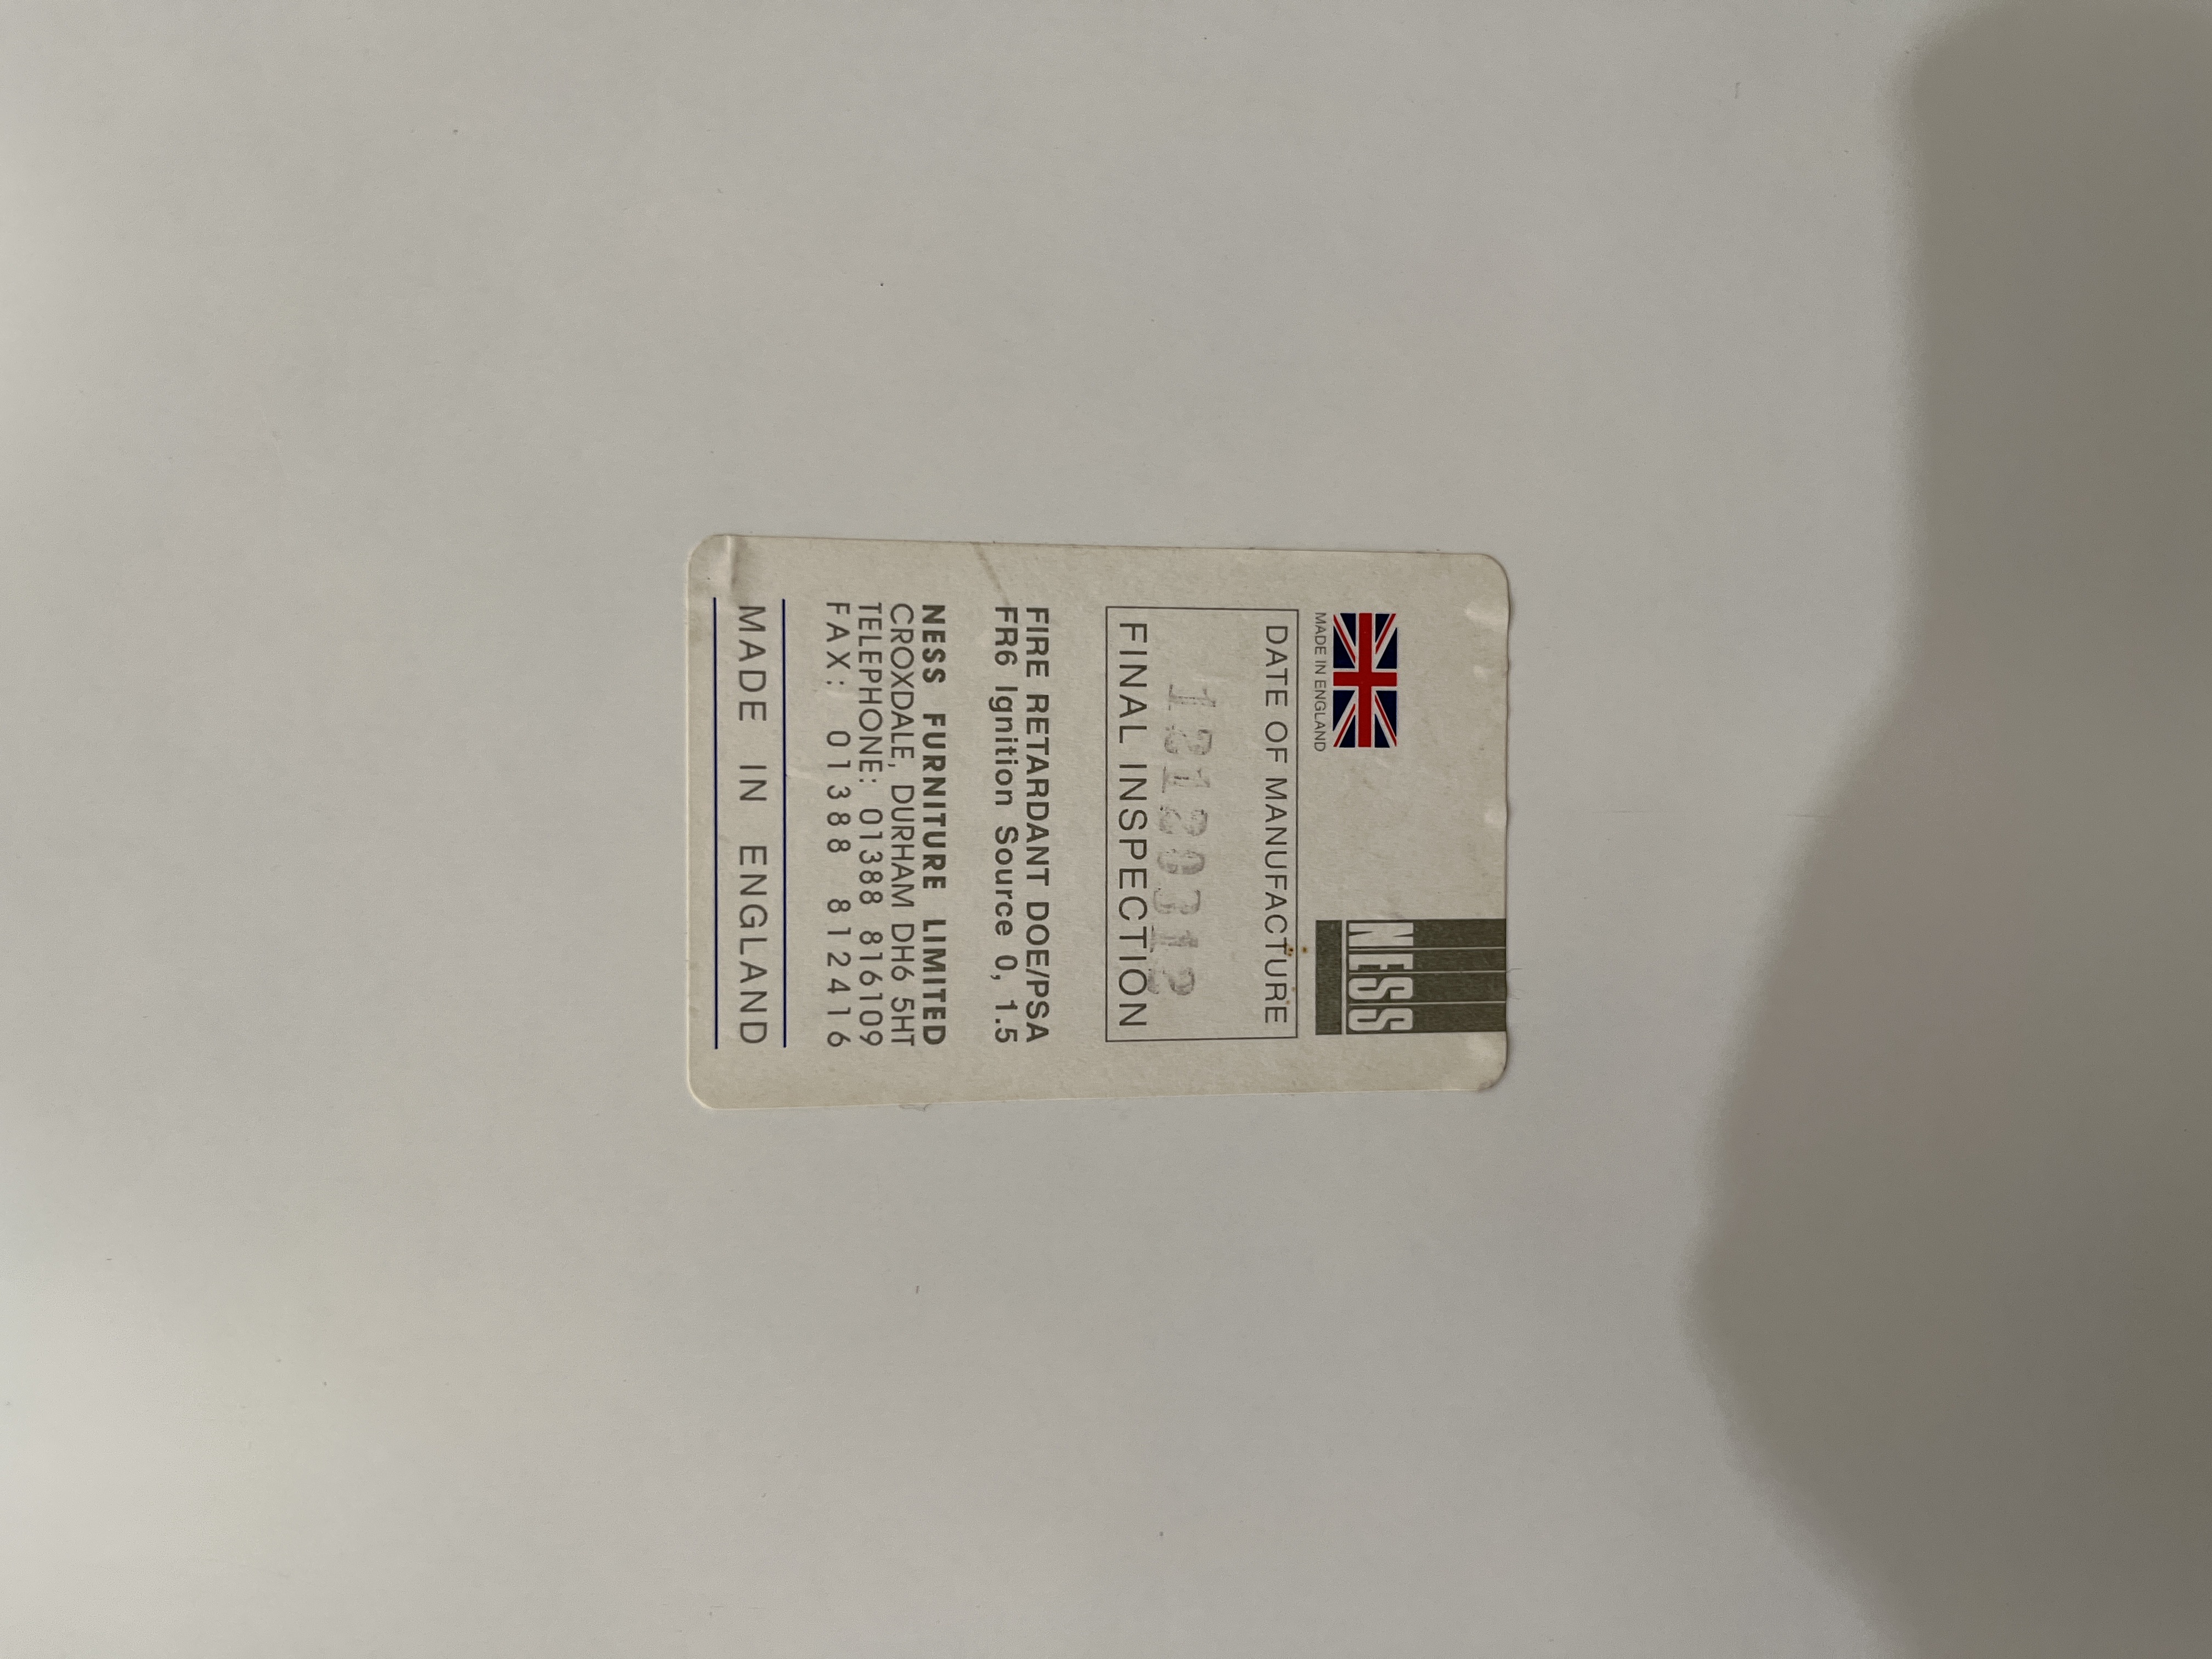 NESS
MADE IN ENGLAND
DATE OF MANUFACTURE
FINAL INSPECTION
FIRE RETARDANT DOE/PSA
FR6 Ignition Source 0, 1.5
NESS FURNITURE LIMITED
CROXDALE, DURHAM DH6 5HT
TELEPHONE: 01388 816109
FAX: 01388 812416
MADE IN ENGLAND